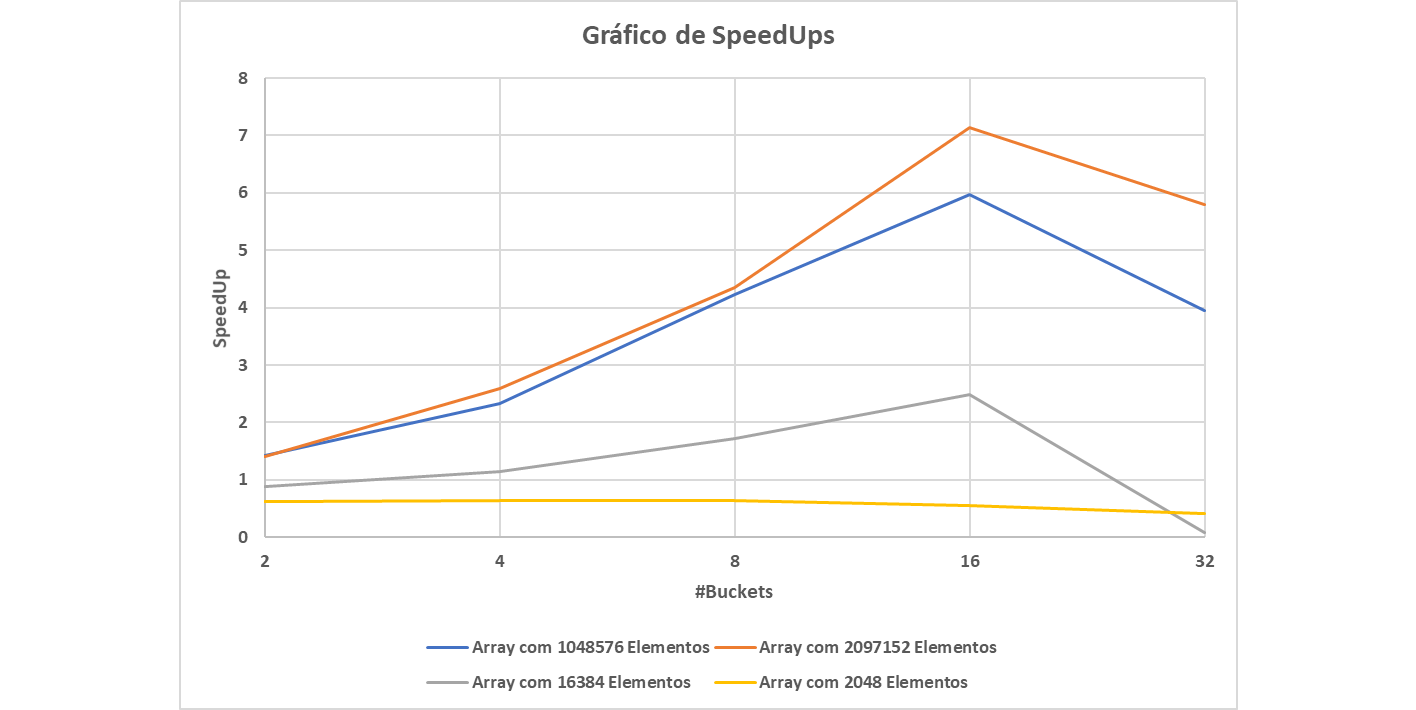 Gráfico de SpeedUps
8
7
6
5
4
3
2
1
0
SpeedUp
2 4 8 16 32
#Buckets
Array com 1048576 Elementos Array com 2097152 Elementos
Array com 16384 Elementos Array com 2048 Elementos